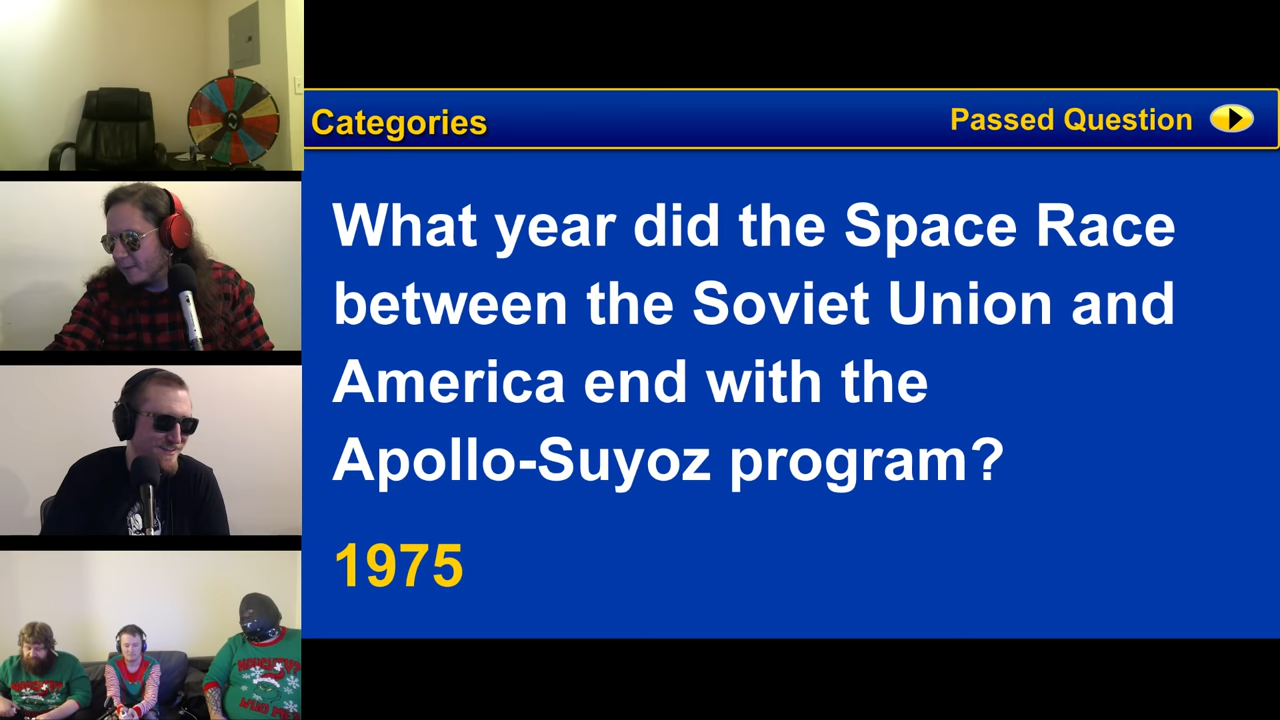 Categories
Passed Question
What year did the Space Race
between the Soviet Union and
America end with the
Apollo-Suyoz program?
1975